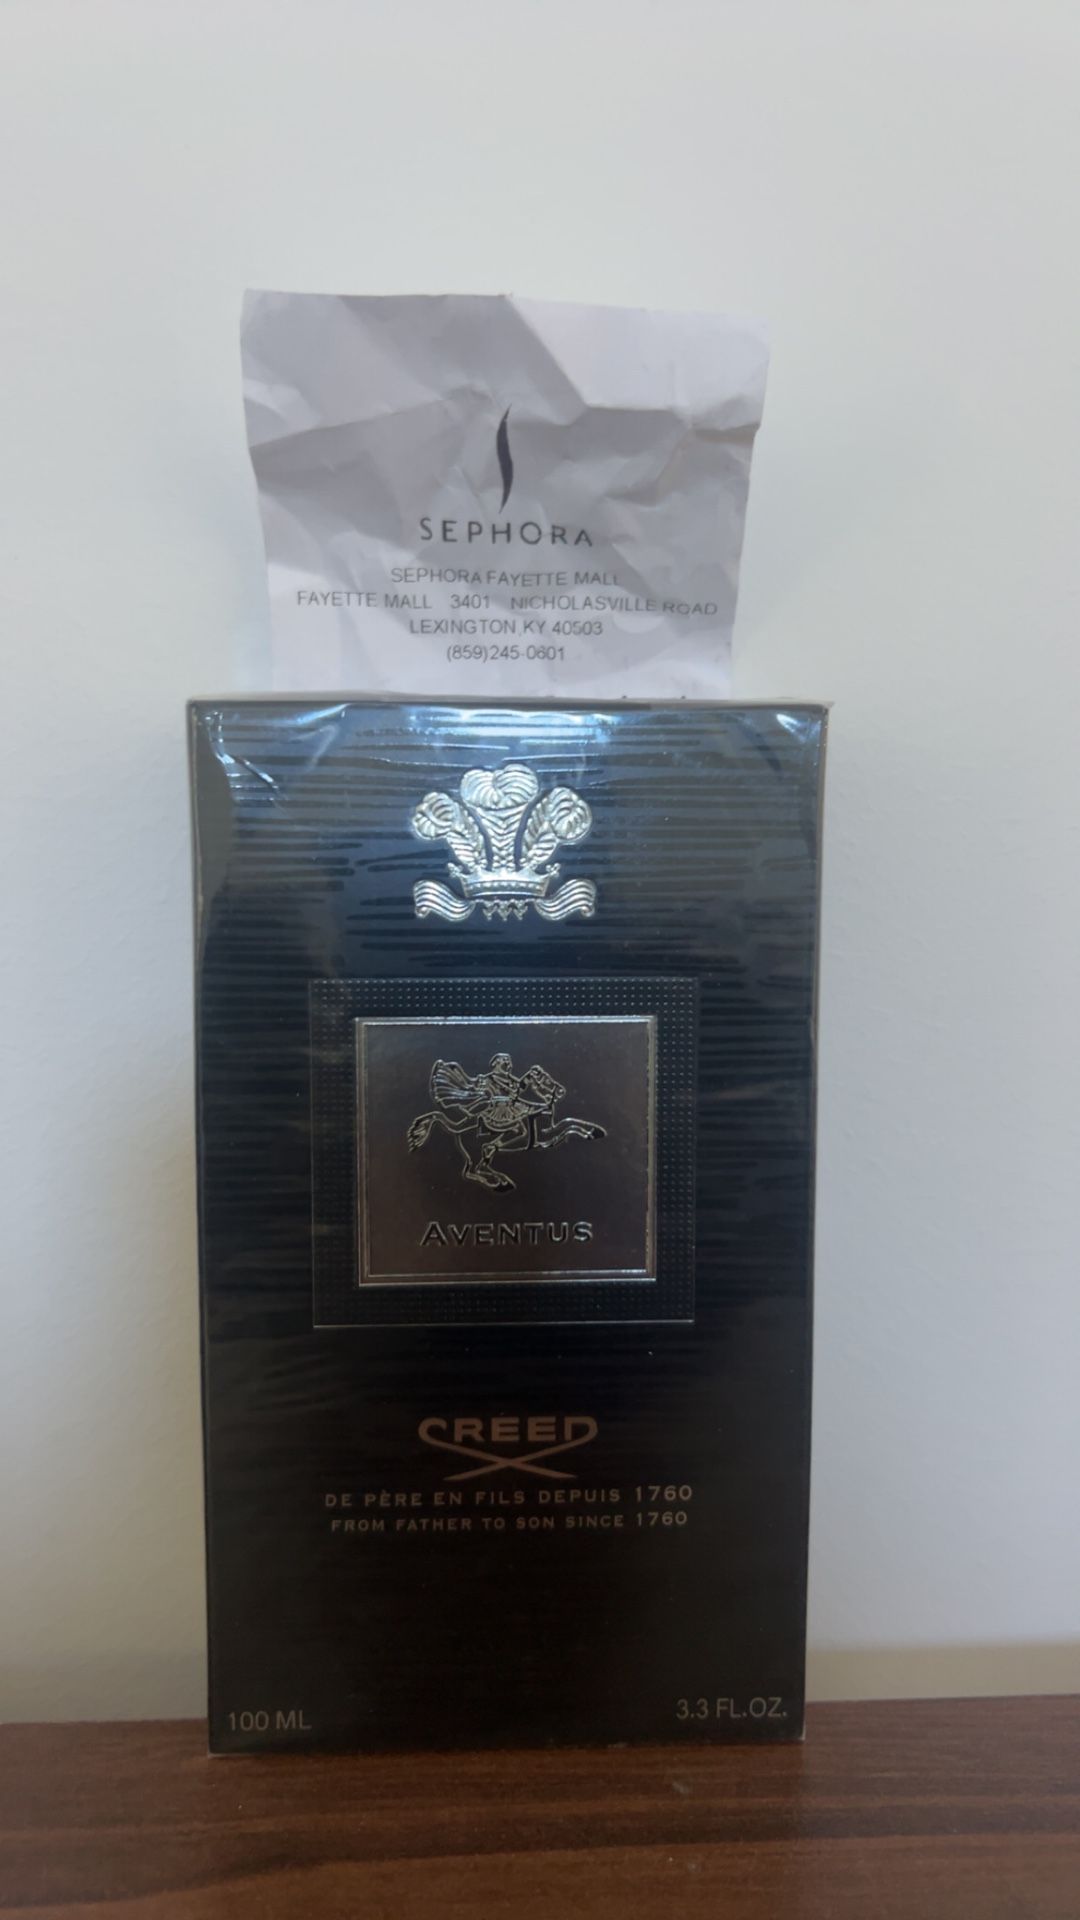 SEPHORA
SEPHORA FAYETTE MALL
FAYETTE MALL 3401 NICHOLASVILLE ROAD
LEXINGTON,KY 40503
(859)245-0601
AVENTUS
CREED
DE PÈRE EN FILS DEPUIS 1760
FROM FATHER TO SON SINCE 1760
100 ML
3.3 FL.OZ.